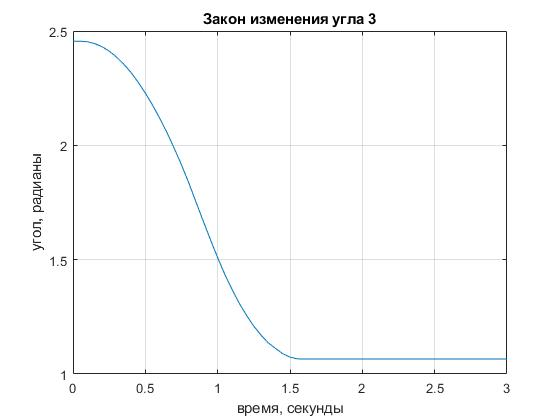 Закон изменения угла 3
2.5
2
1.5
1
угол, радианы
0 0.5 1 1.5 2 2.5 3
время, секунды